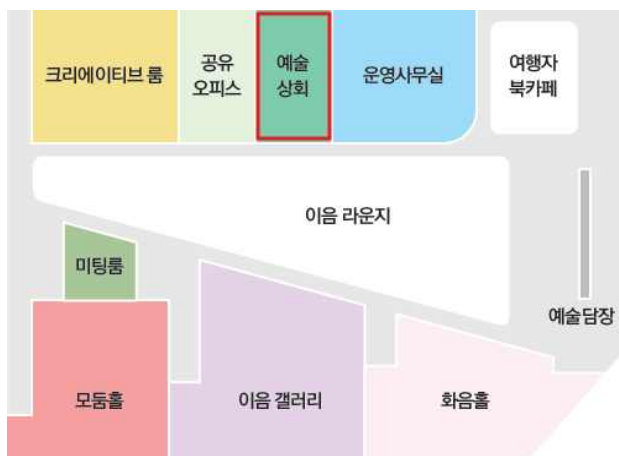 크리에이티브 룸
공유
오피스
예술
상회
운영사무실
여행자
북카페
이음 라운지
미팅룸
예술담장
모둠홀
이음 갤러리
화음홀